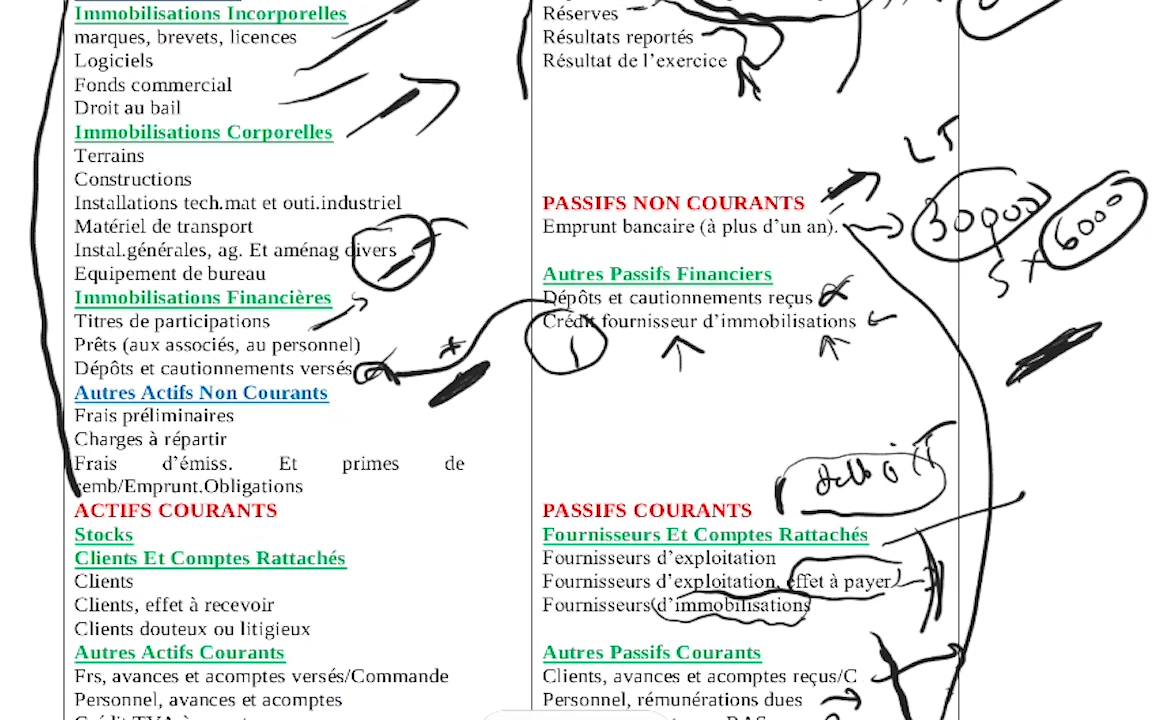 Immobilisations Incorporelles
marques, brevets, licences
Logiciels
Fonds commercial
Droit au bail
Immobilisations Corporelles
Terrains
Constructions
Installations tech.mat et outi.industriel
Matériel de transport
Instal.générales, ag. Et aménag divers
Equipement de bureau
Immobilisations Financières
Titres de participations
Prêts (aux associés, au personnel)
Dépôts et cautionnements versés
Autres Actifs Non Courants
Frais préliminaires
Charges à répartir
Frais d'émiss. Et primes de
remb/Emprunt.Obligations
ACTIFS COURANTS
Stocks
Clients Et Comptes Rattachés
Clients
Clients, effet à recevoir
Clients douteux ou litigieux
Autres Actifs Courants
Frs, avances et acomptes versés/Commande
Personnel, avances et acomptes
Réserves
Résultats reportés
Résultat de l'exercice
LT
PASSIFS NON COURANTS
Emprunt bancaire (à plus d'un an).
30000
5 x 6000
Autres Passifs Financiers
Dépôts et cautionnements reçus
Crédit fournisseur d'immobilisations
1
PASSIFS COURANTS
Fournisseurs Et Comptes Rattachés
Fournisseurs d'exploitation
Fournisseurs d'exploitation, effet à payer
Fournisseurs d'immobilisations
Autres Passifs Courants
Clients, avances et acomptes reçus/C
Personnel, rémunérations dues